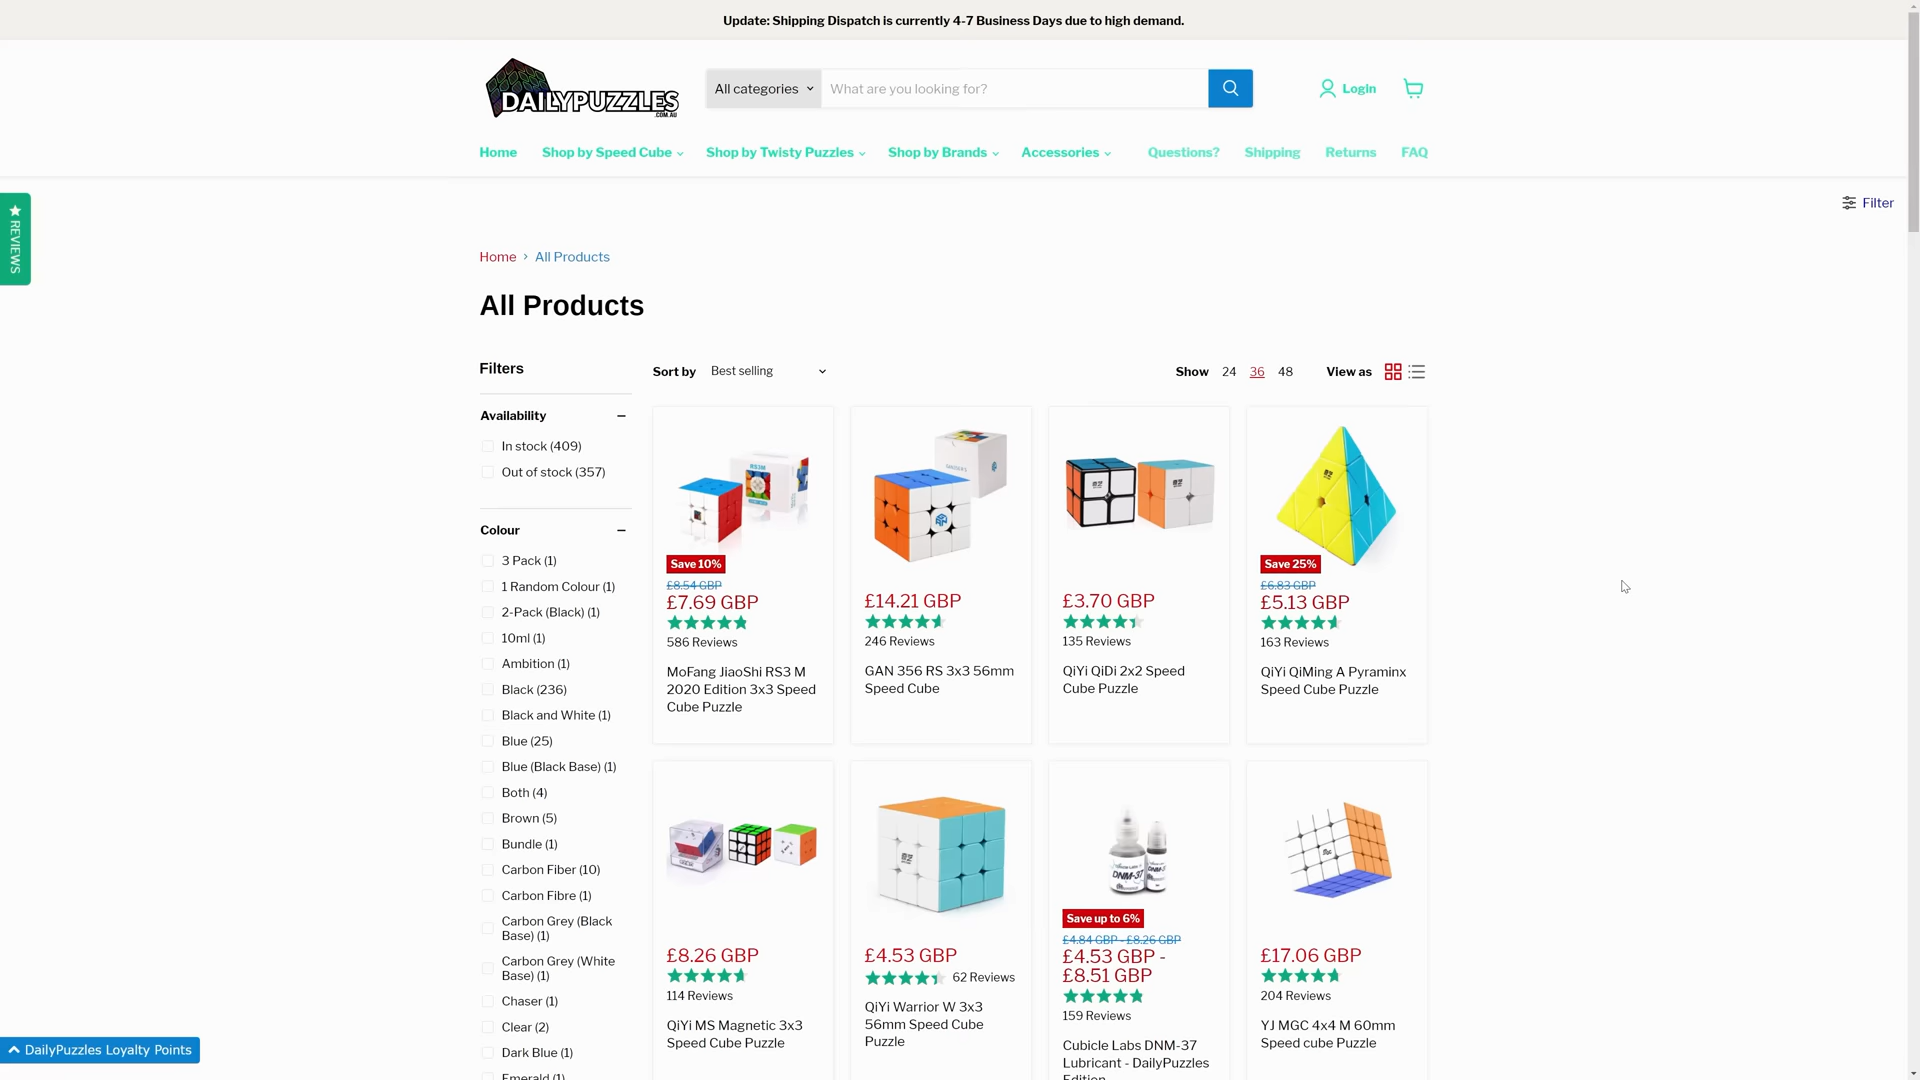 Update: Shipping Dispatch is currently 4-7 Business Days due to high demand.
DAILYPUZZLES
.COM.AU
All categories
What are you looking for?
Login
Home
Shop by Speed Cube
Shop by Twisty Puzzles
Shop by Brands
Accessories
Questions?
Shipping
Returns
FAQ
REVIEWS
Filter
Home › All Products
All Products
Filters
Availability
In stock (409)
Out of stock (357)
Colour
3 Pack (1)
1 Random Colour (1)
2-Pack (Black) (1)
10ml (1)
Ambition (1)
Black (236)
Black and White (1)
Blue (25)
Blue (Black Base) (1)
Both (4)
Brown (5)
Bundle (1)
Carbon Fiber (10)
Carbon Fibre (1)
Carbon Grey (Black
Base) (1)
Carbon Grey (White
Base) (1)
Chaser (1)
Clear (2)
Dark Blue (1)
Emerald (1)
Sort by Best selling
Show 24 36 48
View as
RS3M
Save 10%
£8.54 GBP
£7.69 GBP
586 Reviews
MoFang JiaoShi RS3 M
2020 Edition 3x3 Speed
Cube Puzzle
£14.21 GBP
246 Reviews
GAN 356 RS 3x3 56mm
Speed Cube
£3.70 GBP
135 Reviews
QiYi QiDi 2x2 Speed
Cube Puzzle
Save 25%
£6.83 GBP
£5.13 GBP
163 Reviews
QiYi QiMing A Pyraminx
Speed Cube Puzzle
£8.26 GBP
114 Reviews
QiYi MS Magnetic 3x3
Speed Cube Puzzle
£4.53 GBP
62 Reviews
QiYi Warrior W 3x3
56mm Speed Cube
Puzzle
DNM-37
Save up to 6%
£4.84 GBP - £8.26 GBP
£4.53 GBP -
£8.51 GBP
159 Reviews
Cubicle Labs DNM-37
Lubricant - DailyPuzzles
Edition
£17.06 GBP
204 Reviews
YJ MGC 4x4 M 60mm
Speed cube Puzzle
DailyPuzzles Loyalty Points